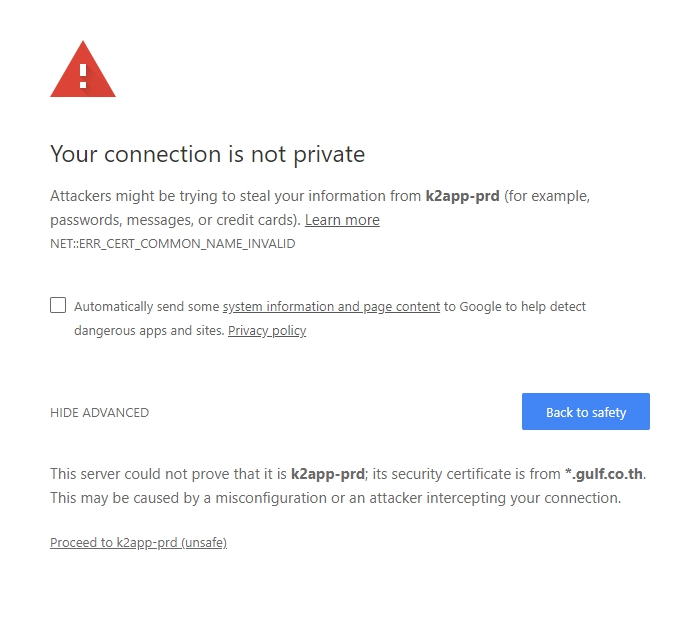 Your connection is not private
Attackers might be trying to steal your information from k2app-prd (for example,
passwords, messages, or credit cards). Learn more
NET::ERR_CERT_COMMON_NAME_INVALID
Automatically send some system information and page content to Google to help detect
dangerous apps and sites. Privacy policy
HIDE ADVANCED
Back to safety
This server could not prove that it is k2app-prd; its security certificate is from *.gulf.co.th.
This may be caused by a misconfiguration or an attacker intercepting your connection.
Proceed to k2app-prd (unsafe)